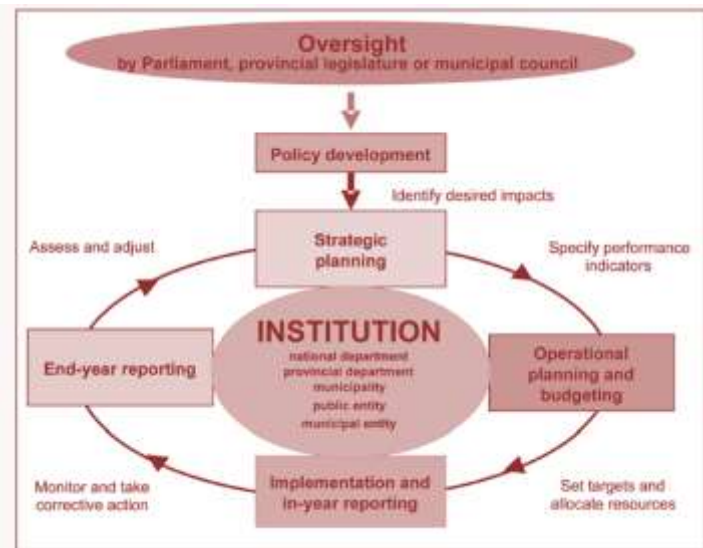 Oversight
by Parliament, provincial legislature or municipal council
Policy development
Identify desired impacts
Strategic
planning
Assess and adjust
Specify performance
indicators
INSTITUTION
national department
provincial department
municipality
public entity
municipal entity
End-year reporting
Operational
planning and
budgeting
Implementation and
in-year reporting
Monitor and take
corrective action
Set targets and
allocate resources